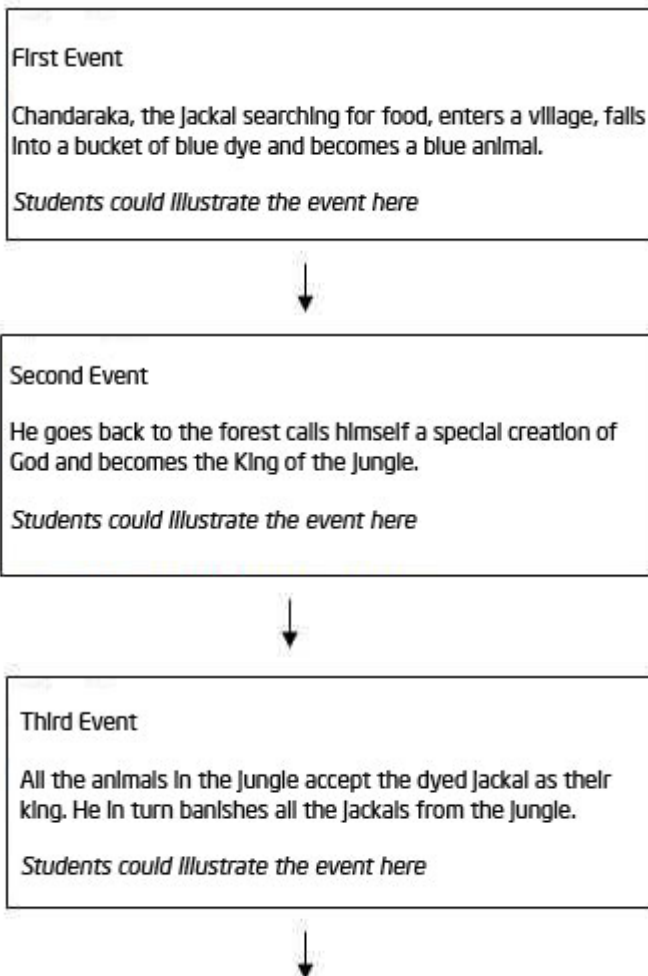 First Event
Chandaraka, the jackal searching for food, enters a village, falls
into a bucket of blue dye and becomes a blue animal.
Students could illustrate the event here
Second Event
He goes back to the forest calls himself a special creation of
God and becomes the King of the Jungle.
Students could illustrate the event here
Third Event
All the animals in the jungle accept the dyed jackal as their
king. He in turn banishes all the jackals from the jungle.
Students could illustrate the event here